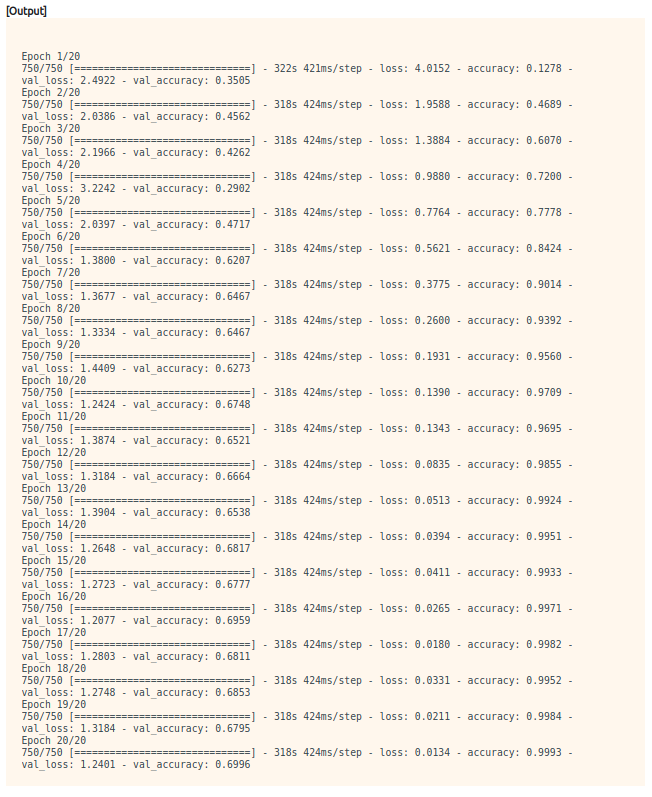 [Output]
Epoch 1/20
750/750 [==============================] - 322s 421ms/step - loss: 4.0152 - accuracy: 0.1278 -
val_loss: 2.4922 - val_accuracy: 0.3505
Epoch 2/20
750/750 [==============================] - 318s 424ms/step - loss: 1.9588 - accuracy: 0.4689 -
val_loss: 2.0386 - val_accuracy: 0.4562
Epoch 3/20
750/750 [==============================] - 318s 424ms/step - loss: 1.3884 - accuracy: 0.6070 -
val_loss: 2.1966 - val_accuracy: 0.4262
Epoch 4/20
750/750 [==============================] - 318s 424ms/step - loss: 0.9880 - accuracy: 0.7200 -
val_loss: 3.2242 - val_accuracy: 0.2902
Epoch 5/20
750/750 [==============================] - 318s 424ms/step - loss: 0.7764 - accuracy: 0.7778 -
val_loss: 2.0397 - val_accuracy: 0.4717
Epoch 6/20
750/750 [==============================] - 318s 424ms/step - loss: 0.5621 - accuracy: 0.8424 -
val_loss: 1.3800 - val_accuracy: 0.6207
Epoch 7/20
750/750 [==============================] - 318s 424ms/step - loss: 0.3775 - accuracy: 0.9014 -
val_loss: 1.3677 - val_accuracy: 0.6467
Epoch 8/20
750/750 [==============================] - 318s 424ms/step - loss: 0.2600 - accuracy: 0.9392 -
val_loss: 1.3334 - val_accuracy: 0.6467
Epoch 9/20
750/750 [==============================] - 318s 424ms/step - loss: 0.1931 - accuracy: 0.9560 -
val_loss: 1.4409 - val_accuracy: 0.6273
Epoch 10/20
750/750 [==============================] - 318s 424ms/step - loss: 0.1390 - accuracy: 0.9709 -
val_loss: 1.2424 - val_accuracy: 0.6748
Epoch 11/20
750/750 [==============================] - 318s 424ms/step - loss: 0.1343 - accuracy: 0.9695 -
val_loss: 1.3874 - val_accuracy: 0.6521
Epoch 12/20
750/750 [==============================] - 318s 424ms/step - loss: 0.0835 - accuracy: 0.9855 -
val_loss: 1.3184 - val_accuracy: 0.6664
Epoch 13/20
750/750 [==============================] - 318s 424ms/step - loss: 0.0513 - accuracy: 0.9924 -
val_loss: 1.3904 - val_accuracy: 0.6538
Epoch 14/20
750/750 [==============================] - 318s 424ms/step - loss: 0.0394 - accuracy: 0.9951 -
val_loss: 1.2648 - val_accuracy: 0.6817
Epoch 15/20
750/750 [==============================] - 318s 424ms/step - loss: 0.0411 - accuracy: 0.9933 -
val_loss: 1.2723 - val_accuracy: 0.6777
Epoch 16/20
750/750 [==============================] - 318s 424ms/step - loss: 0.0265 - accuracy: 0.9971 -
val_loss: 1.2077 - val_accuracy: 0.6959
Epoch 17/20
750/750 [==============================] - 318s 424ms/step - loss: 0.0180 - accuracy: 0.9982 -
val_loss: 1.2803 - val_accuracy: 0.6811
Epoch 18/20
750/750 [==============================] - 318s 424ms/step - loss: 0.0331 - accuracy: 0.9952 -
val_loss: 1.2748 - val_accuracy: 0.6853
Epoch 19/20
750/750 [==============================] - 318s 424ms/step - loss: 0.0211 - accuracy: 0.9984 -
val_loss: 1.3184 - val_accuracy: 0.6795
Epoch 20/20
750/750 [==============================] - 318s 424ms/step - loss: 0.0134 - accuracy: 0.9993 -
val_loss: 1.2401 - val_accuracy: 0.6996